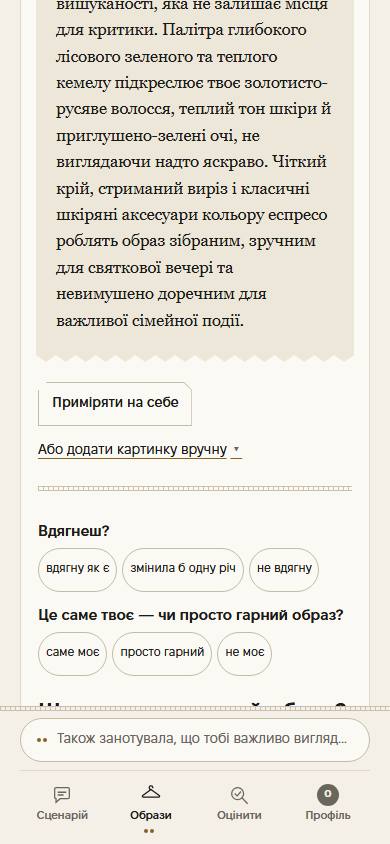 вишуканості, яка не залишає місця
для критики. Палітра глибокого
лісового зеленого та теплого
кемелу підкреслює твоє золотисто-
русяве волосся, теплий тон шкіри й
приглушено-зелені очі, не
виглядаючи надто яскраво. Чіткий
крій, стриманий виріз і класичні
шкіряні аксесуари кольору еспресо
роблять образ зібраним, зручним
для святкової вечері та
невимушено доречним для
важливої сімейної події.
Приміряти на себе
Або додати картинку вручну
Вдягнеш?
вдягну як є
змінила б одну річ
не вдягну
Це саме твоє — чи просто гарний образ?
саме моє
просто гарний
не моє
Також занотувала, що тобі важливо вигляд...
Сценарій
Образи
Оцінити
0
Профіль